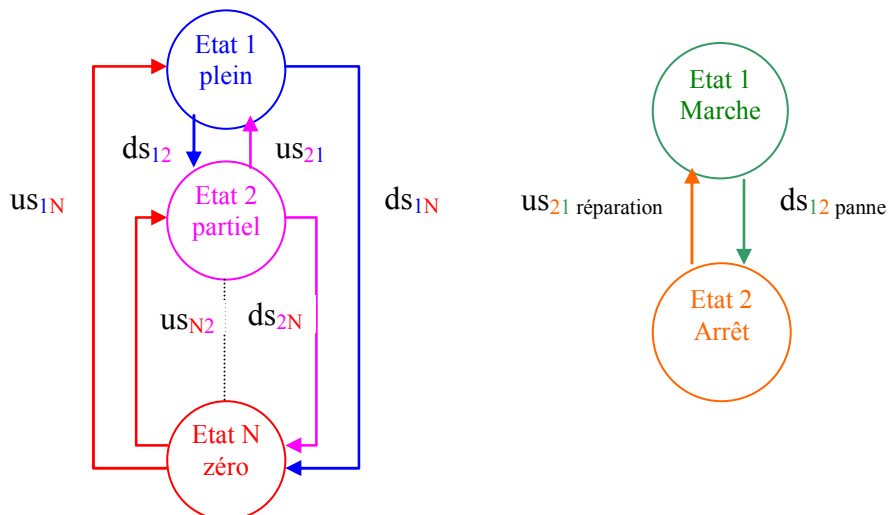 Etat 1
plein
ds12
us21
us1N
Etat 2
partiel
ds1N
usN2
ds2N
Etat N
zéro
Etat 1
Marche
us21 réparation
ds12 panne
Etat 2
Arrêt